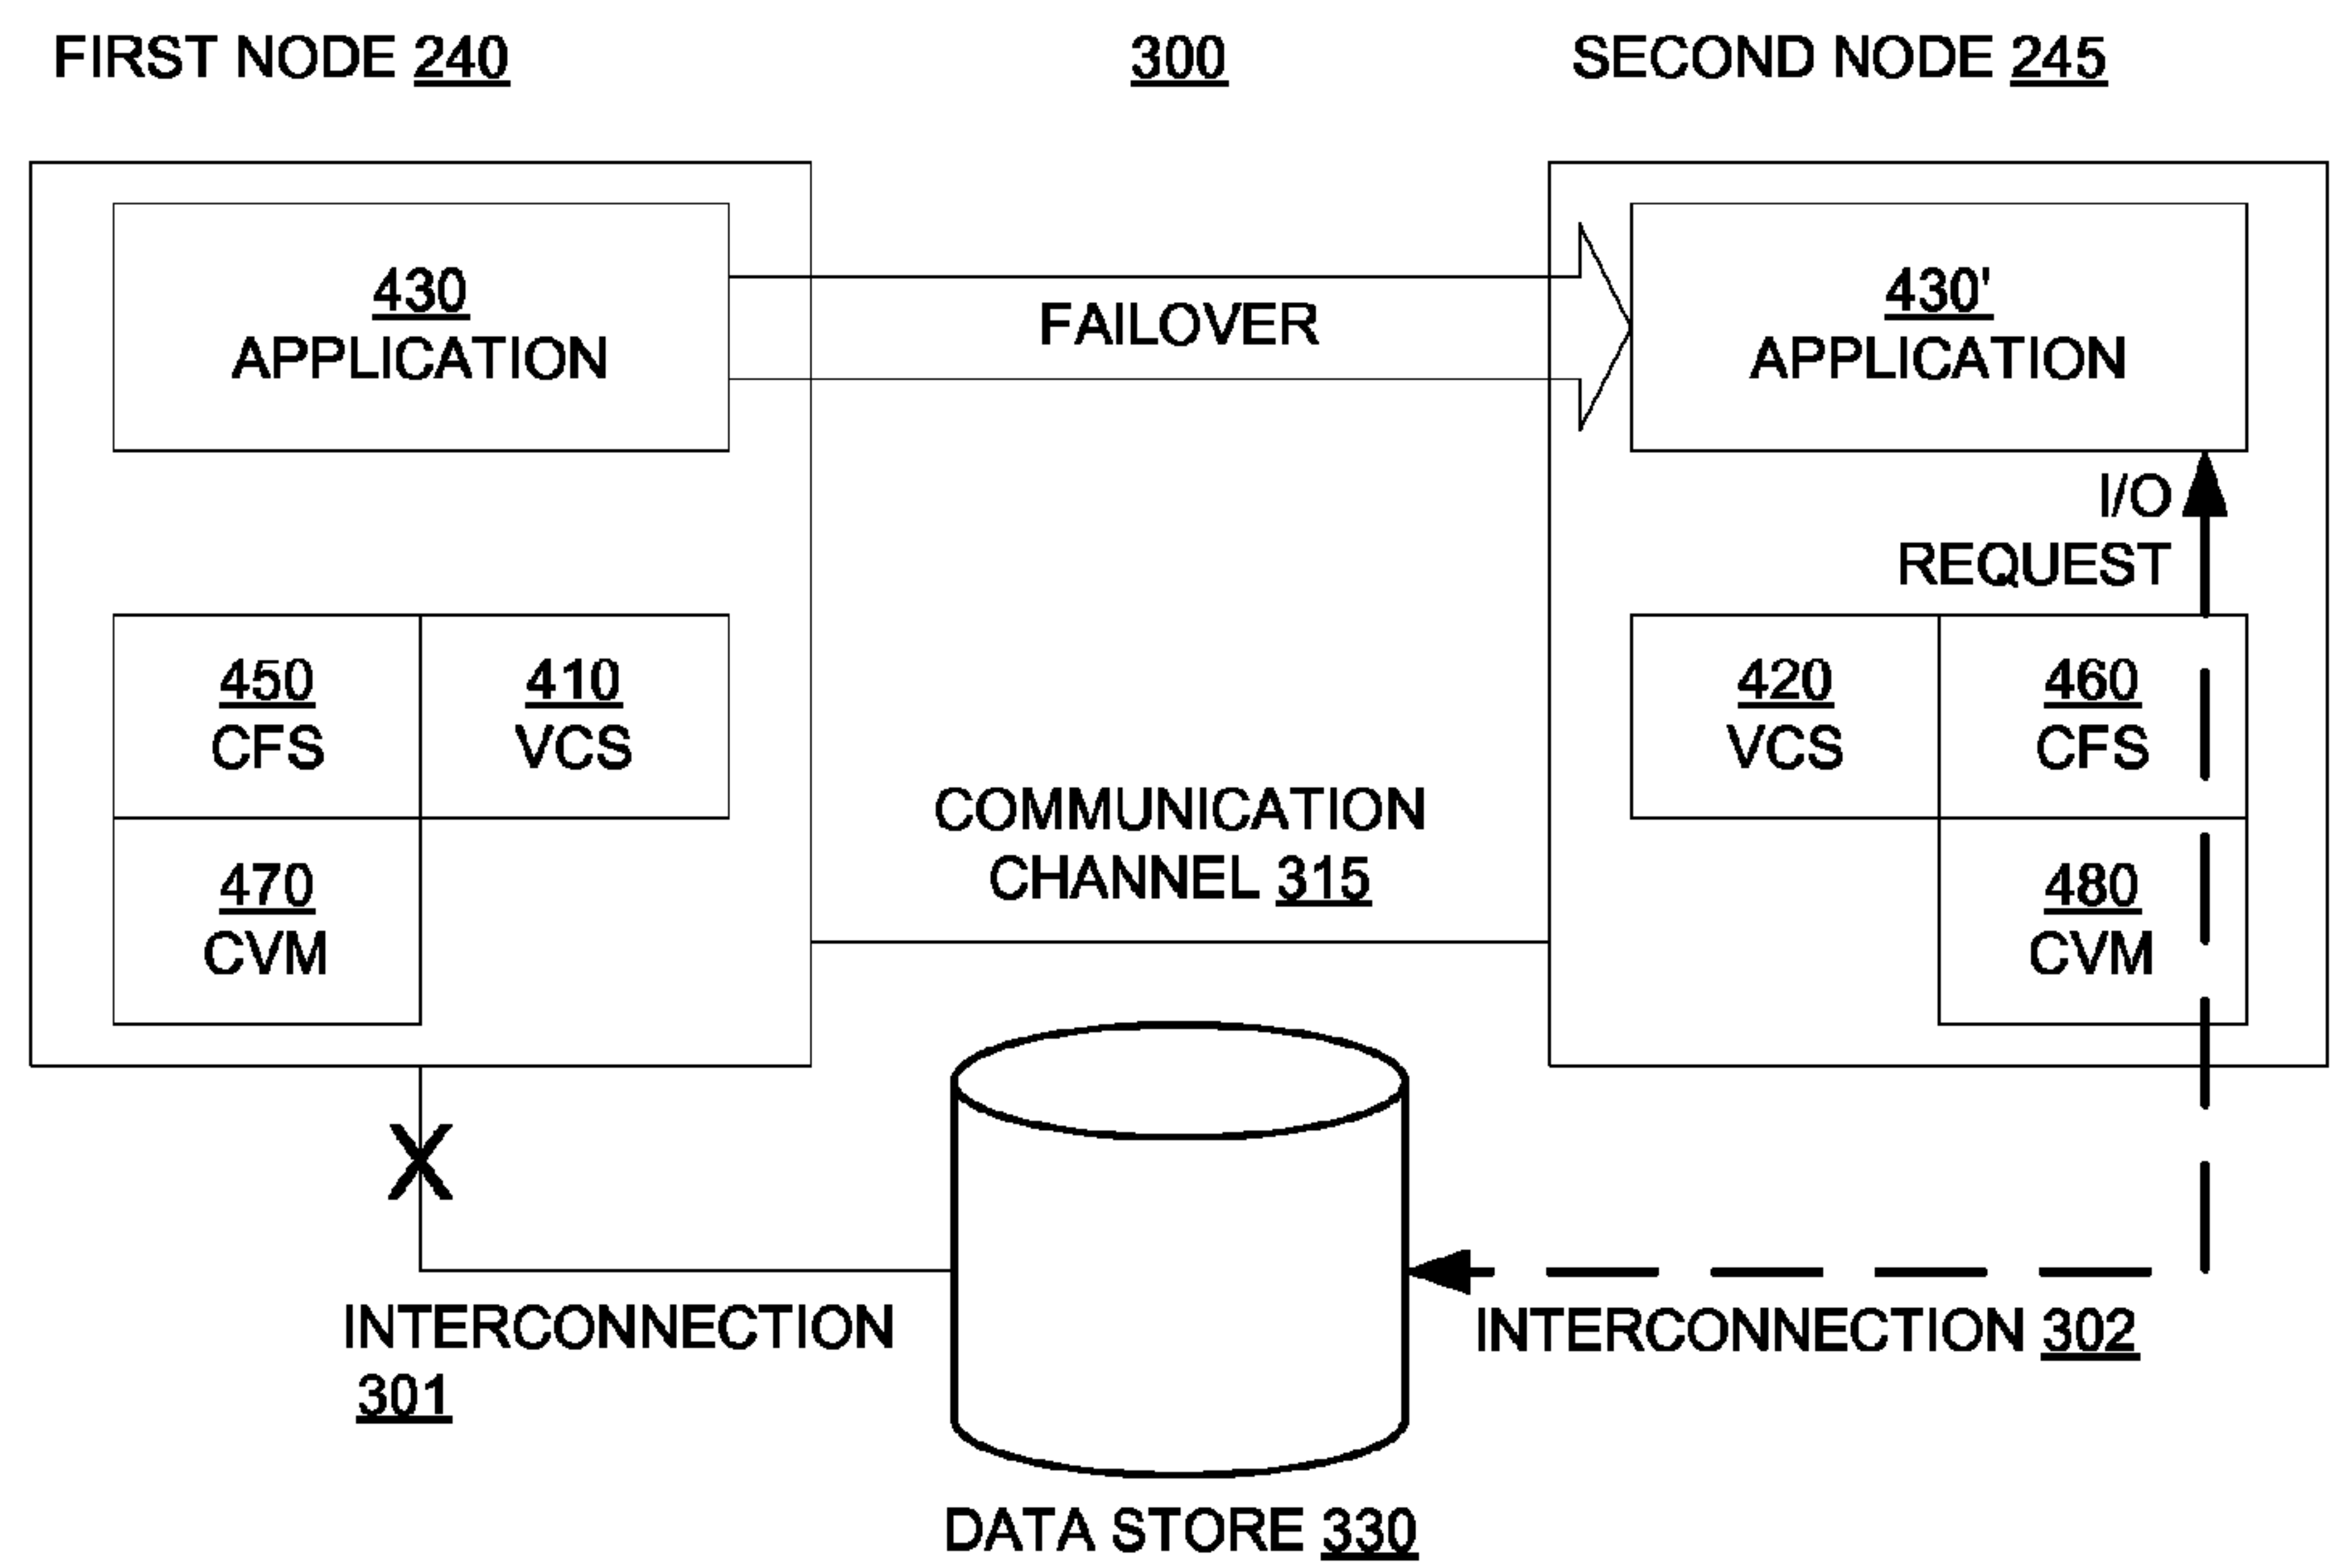 FIRST NODE 240
300
SECOND NODE 245
430
APPLICATION
FAILOVER
430'
APPLICATION
I/O
REQUEST
450
CFS
410
VCS
420
VCS
460
CFS
COMMUNICATION
CHANNEL 315
470
CVM
480
CVM
X
INTERCONNECTION
301
INTERCONNECTION 302
DATA STORE 330